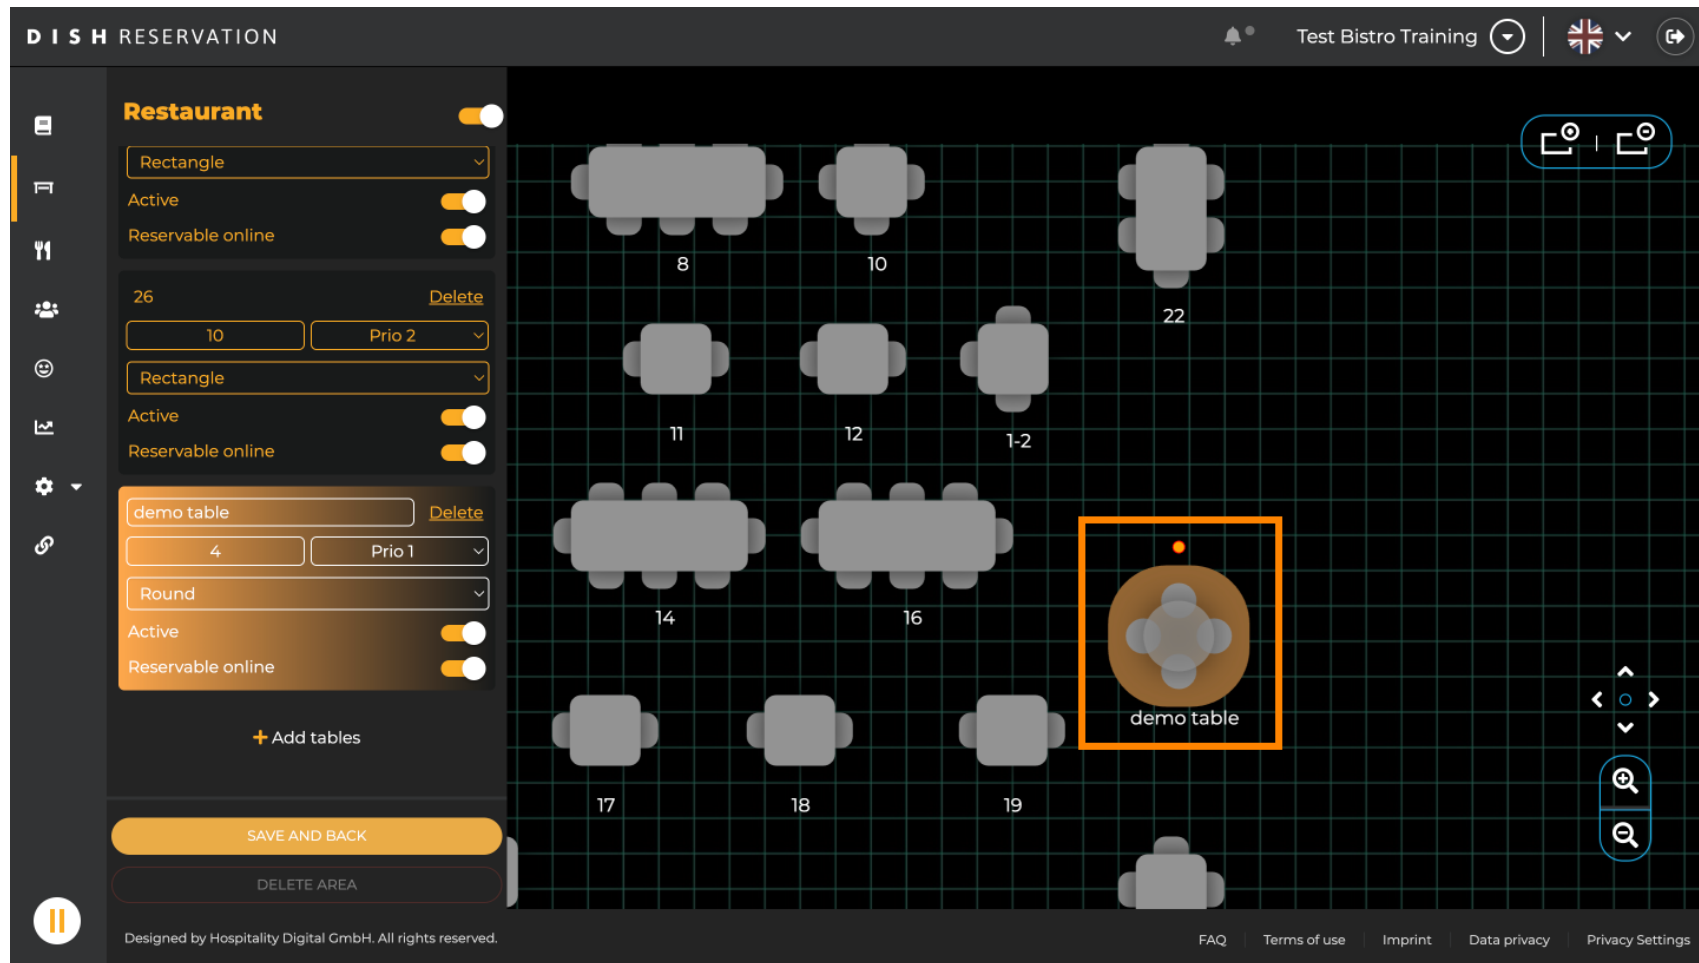 DISH RESERVATION
Test Bistro Training
Restaurant
Rectangle
Active
Reservable online
26 Delete
10 Prio 2
Rectangle
Active
Reservable online
demo table Delete
4 Prio 1
Round
Active
Reservable online
+ Add tables
SAVE AND BACK
DELETE AREA
8 10
22
11 12 1-2
14 16
demo table
17 18 19
Designed by Hospitality Digital GmbH. All rights reserved.
FAQ Terms of use Imprint Data privacy Privacy Settings